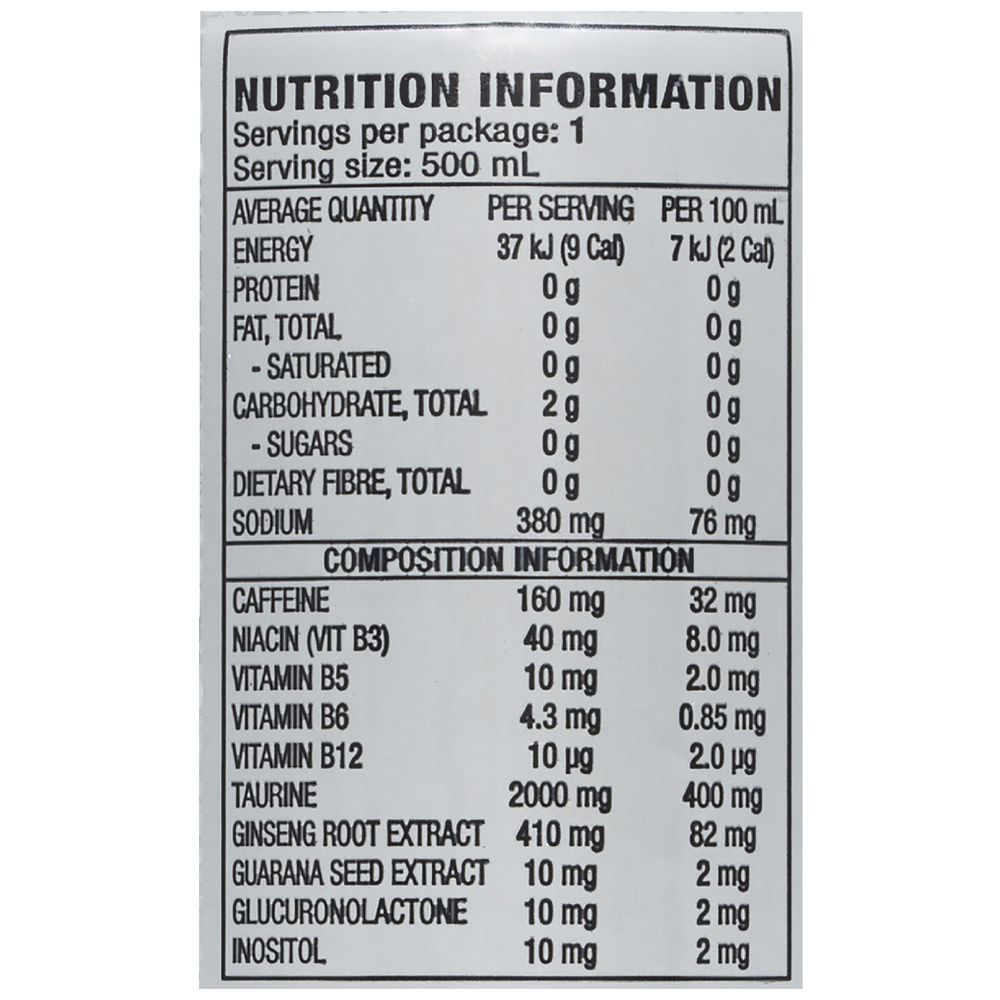 NUTRITION INFORMATION
Servings per package: 1
Serving size: 500 mL
AVERAGE QUANTITY PER SERVING PER 100 mL
ENERGY 37 kJ (9 Cal) 7 kJ (2 Cal)
PROTEIN 0 g 0 g
FAT, TOTAL 0 g 0 g
- SATURATED 0 g 0 g
CARBOHYDRATE, TOTAL 2 g 0 g
- SUGARS 0 g 0 g
DIETARY FIBRE, TOTAL 0 g 0 g
SODIUM 380 mg 76 mg
COMPOSITION INFORMATION
CAFFEINE 160 mg 32 mg
NIACIN (VIT B3) 40 mg 8.0 mg
VITAMIN B5 10 mg 2.0 mg
VITAMIN B6 4.3 mg 0.85 mg
VITAMIN B12 10 µg 2.0 µg
TAURINE 2000 mg 400 mg
GINSENG ROOT EXTRACT 410 mg 82 mg
GUARANA SEED EXTRACT 10 mg 2 mg
GLUCURONOLACTONE 10 mg 2 mg
INOSITOL 10 mg 2 mg